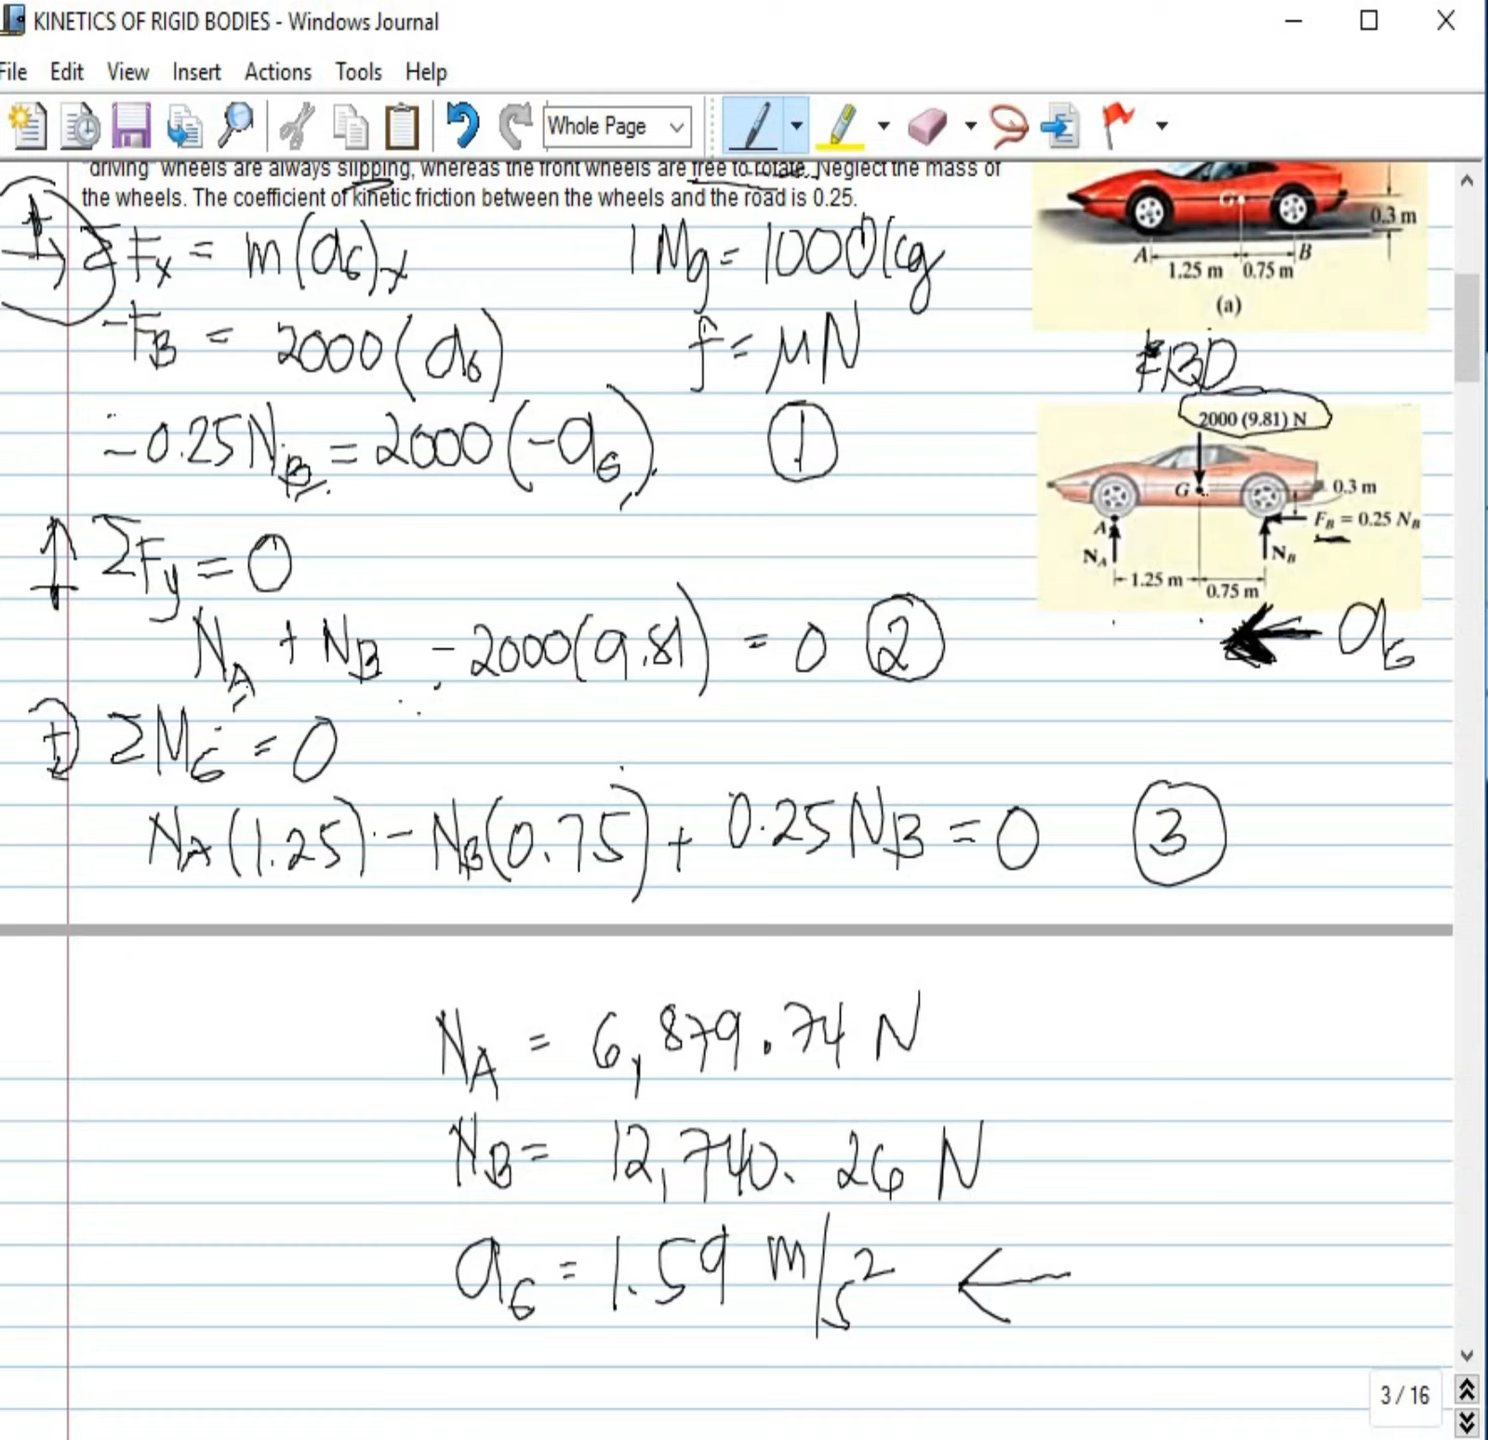 KINETICS OF RIGID BODIES - Windows Journal
File Edit View Insert Actions Tools Help
Whole Page
"driving" wheels are always slipping, whereas the front wheels are free to rotate. Neglect the mass of
the wheels. The coefficient of kinetic friction between the wheels and the road is 0.25.
G
0.3 m
A B
1.25 m 0.75 m
(a)
→+ ΣFx = m(aG)x 1 Mg = 1000 kg
-FB = 2000(aG) f = μN
-0.25NB = 2000(-aG) 1
FBD
2000 (9.81) N
G
0.3 m
A
FB = 0.25 NB
NA NB
1.25 m
0.75 m
aG
↑+ ΣFy = 0
NA + NB - 2000(9.81) = 0 2
ΣMG = 0
NA(1.25) - NB(0.75) + 0.25NB = 0 3
NA = 6,879.74 N
NB = 12,740.26 N
aG = 1.59 m/s² ←
3 / 16